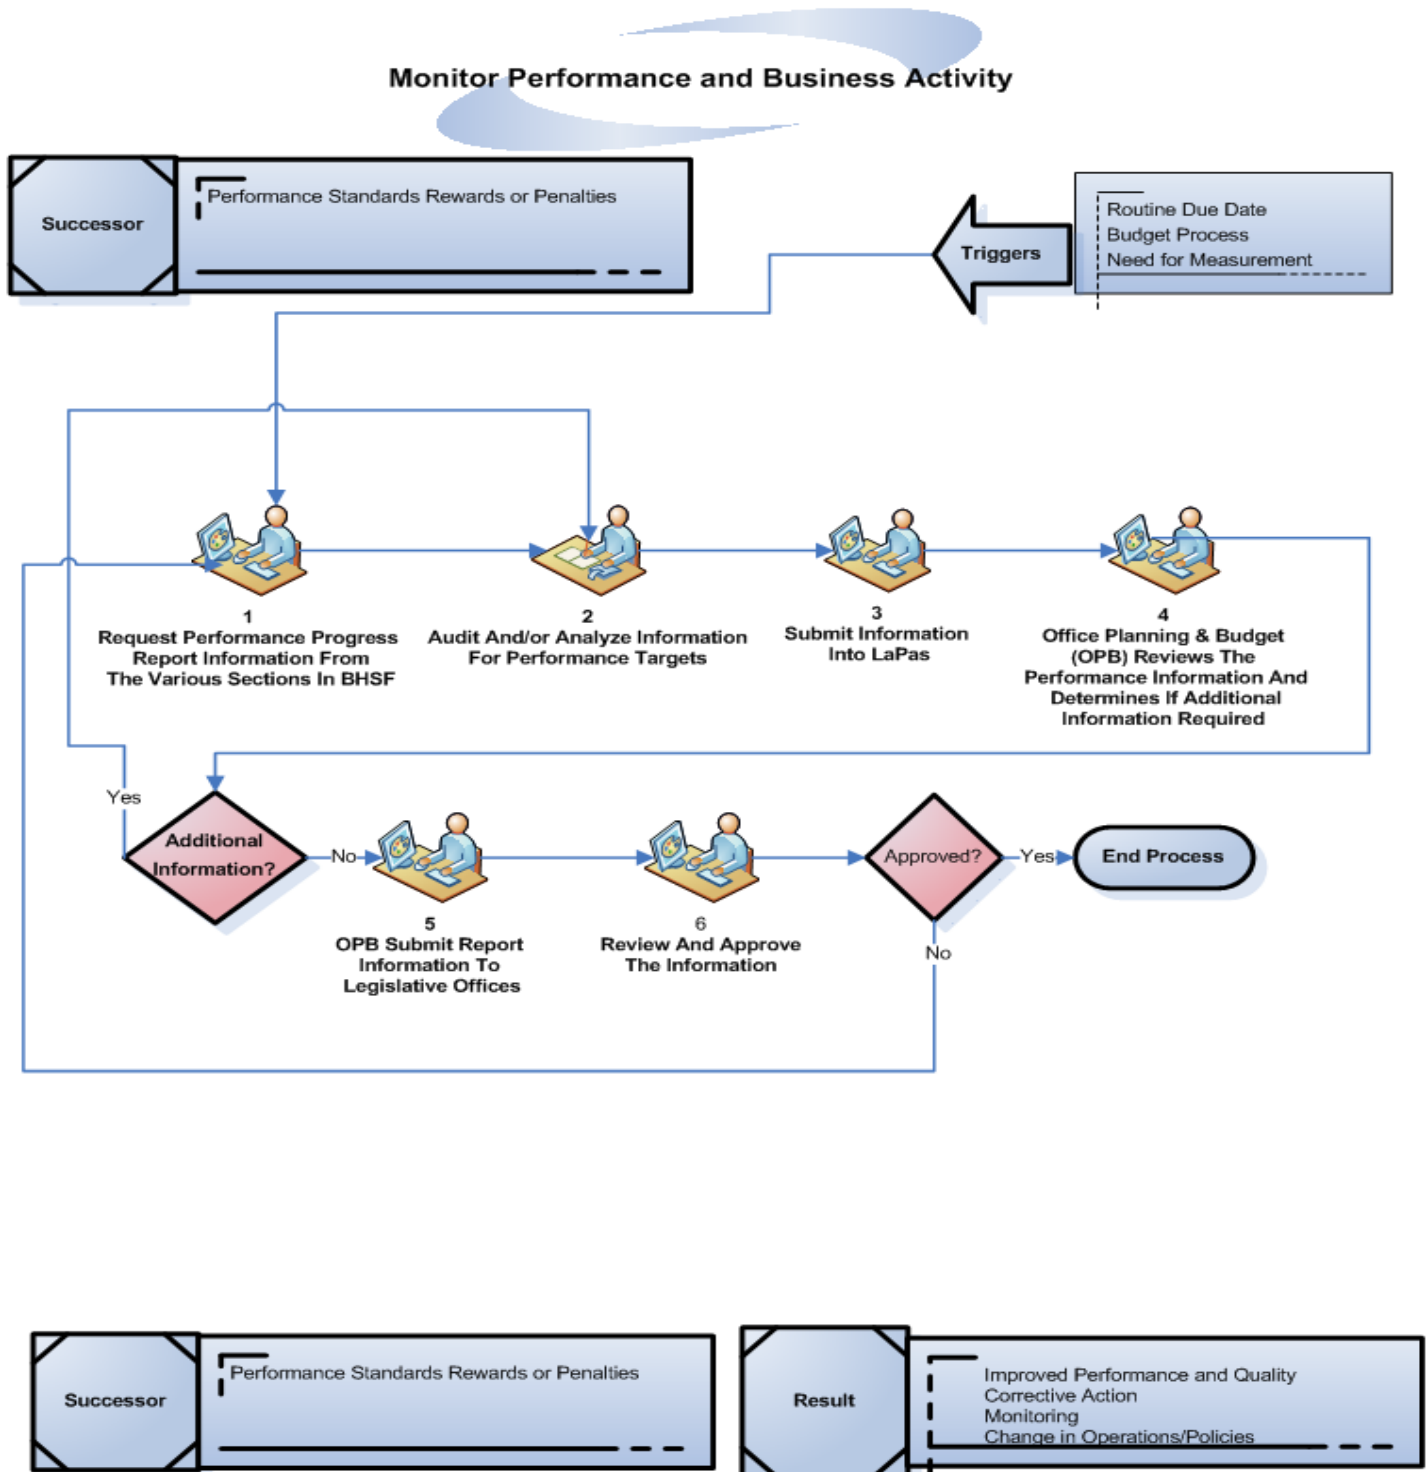 Monitor Performance and Business Activity
Successor
Performance Standards Rewards or Penalties
Triggers
Routine Due Date
Budget Process
Need for Measurement
1
Request Performance Progress
Report Information From
The Various Sections In BHSF
2
Audit And/or Analyze Information
For Performance Targets
3
Submit Information
Into LaPas
4
Office Planning & Budget
(OPB) Reviews The
Performance Information And
Determines If Additional
Information Required
Yes
Additional
Information?
No
5
OPB Submit Report
Information To
Legislative Offices
6
Review And Approve
The Information
Approved?
Yes
End Process
No
Successor
Performance Standards Rewards or Penalties
Result
Improved Performance and Quality
Corrective Action
Monitoring
Change in Operations/Policies